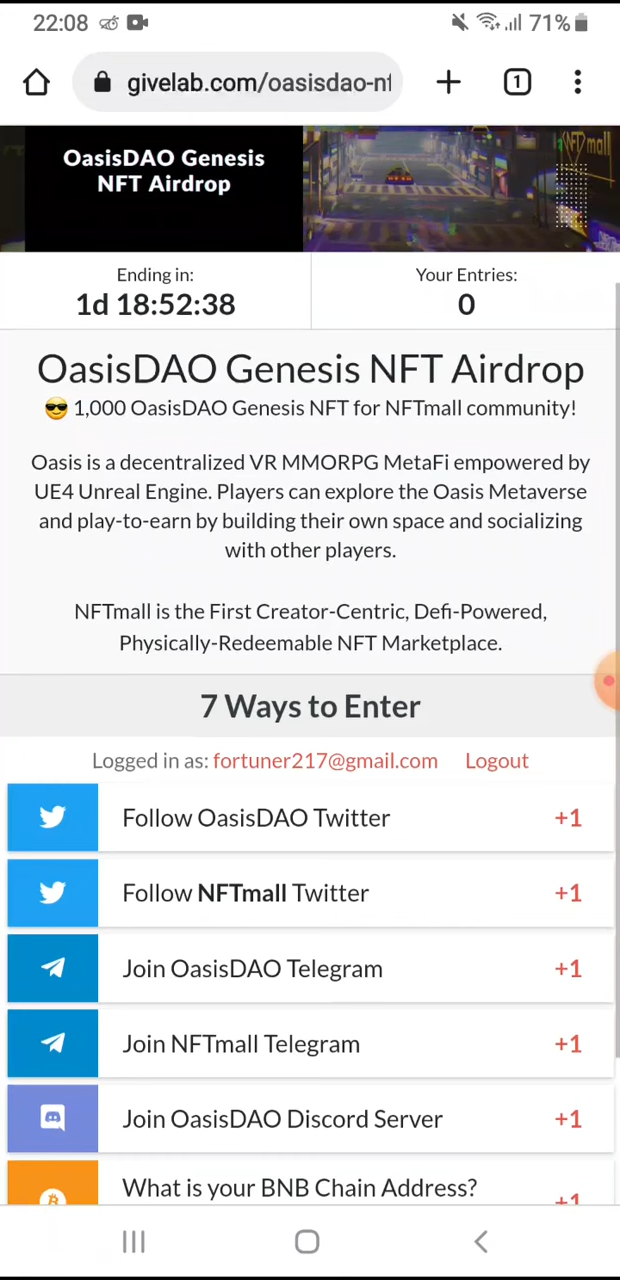 22:08
71%
givelab.com/oasisdao-nf
1
OasisDAO Genesis
NFT Airdrop
NFT mall
Ending in:
1d 18:52:38
Your Entries:
0
OasisDAO Genesis NFT Airdrop
😎 1,000 OasisDAO Genesis NFT for NFTmall community!
Oasis is a decentralized VR MMORPG MetaFi empowered by
UE4 Unreal Engine. Players can explore the Oasis Metaverse
and play-to-earn by building their own space and socializing
with other players.
NFTmall is the First Creator-Centric, Defi-Powered,
Physically-Redeemable NFT Marketplace.
7 Ways to Enter
Logged in as: fortuner217@gmail.com Logout
Follow OasisDAO Twitter +1
Follow NFTmall Twitter +1
Join OasisDAO Telegram +1
Join NFTmall Telegram +1
Join OasisDAO Discord Server +1
What is your BNB Chain Address? +1